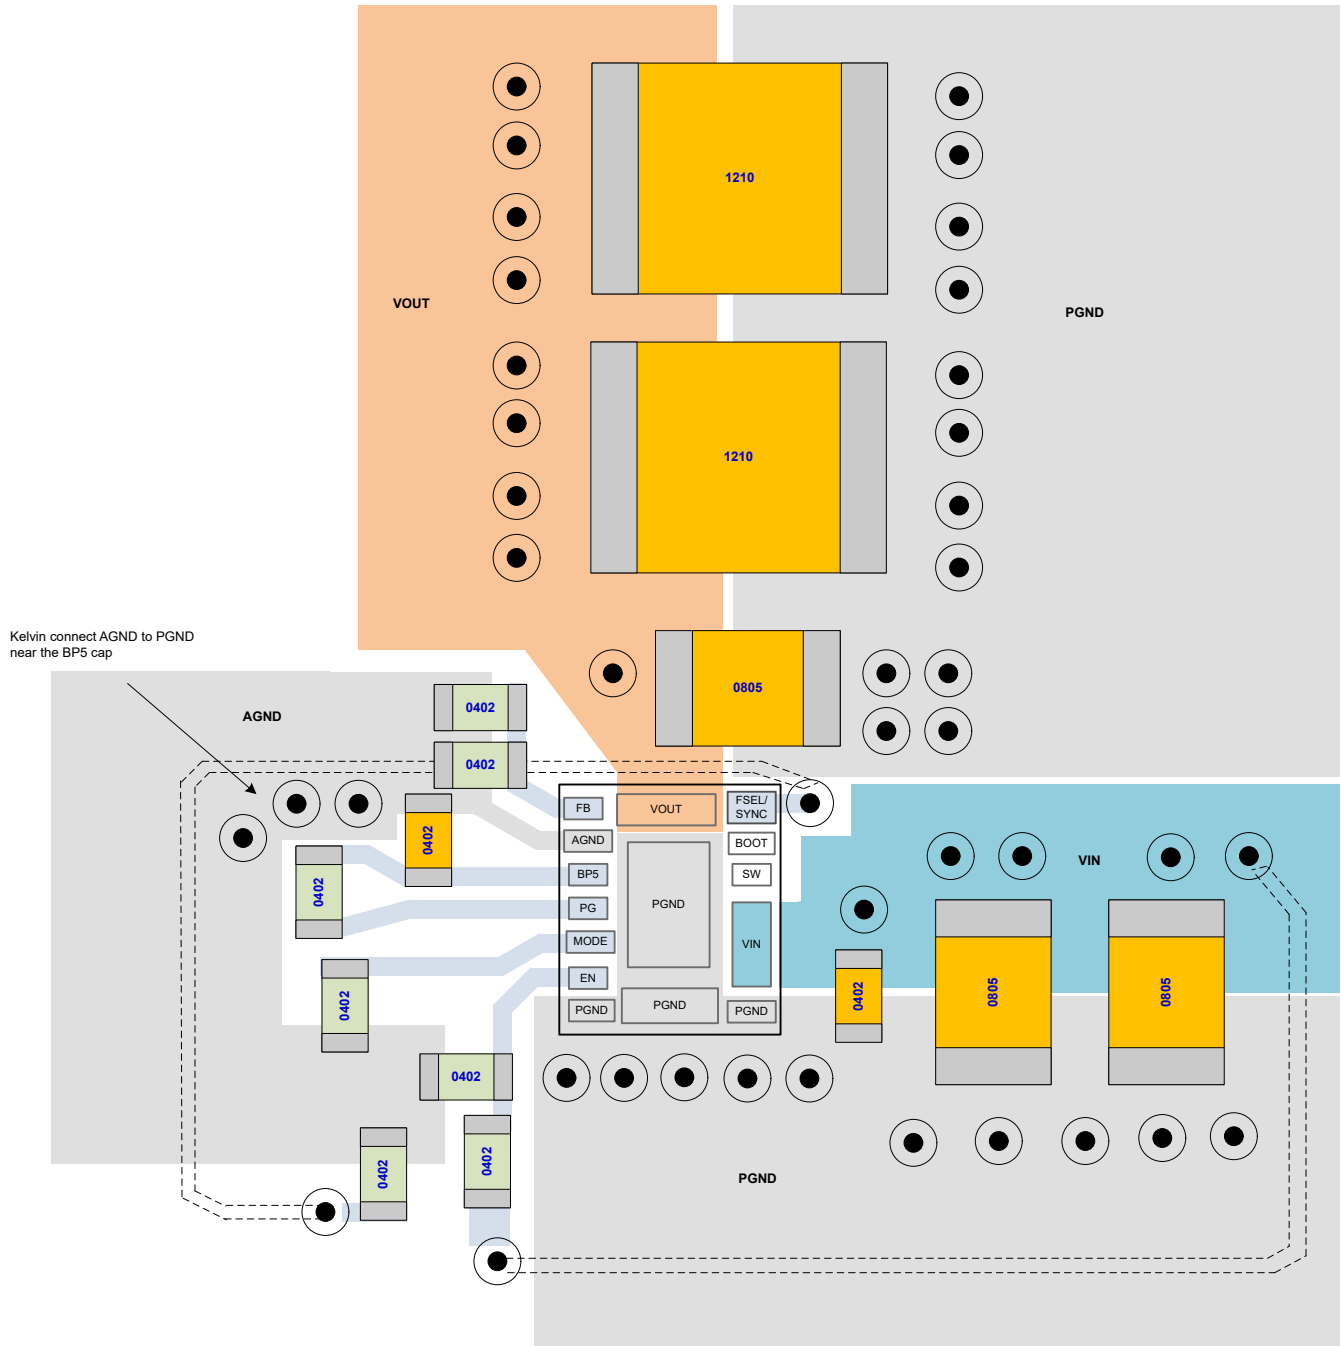 1210
VOUT
PGND
1210
Kelvin connect AGND to PGND
near the BP5 cap
0805
0402
AGND
0402
FB
VOUT
FSEL/
SYNC
0402
AGND
BOOT
VIN
BP5
SW
0402
PG
PGND
MODE
VIN
EN
0402
0402
0805
0805
PGND
PGND
PGND
0402
0402
0402
PGND